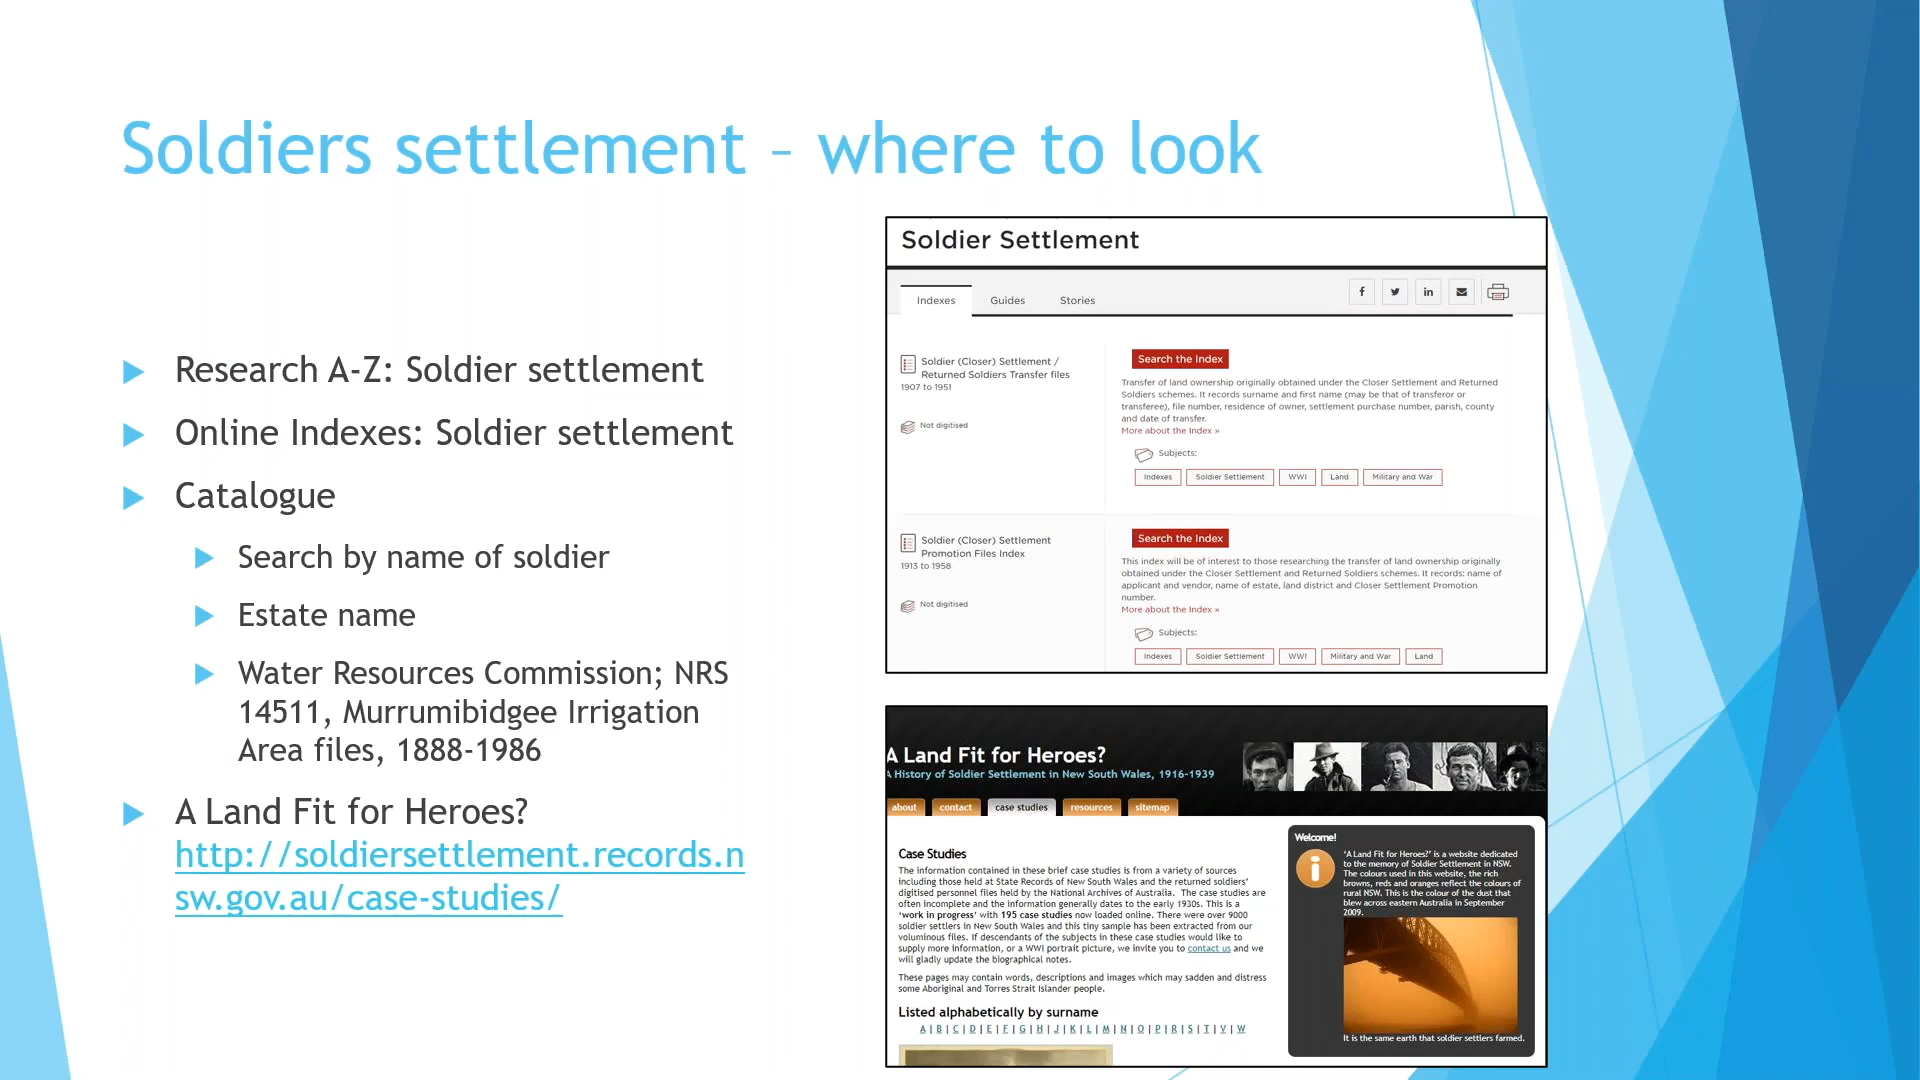 Soldiers settlement – where to look
Research A-Z: Soldier settlement
Online Indexes: Soldier settlement
Catalogue
Search by name of soldier
Estate name
Water Resources Commission; NRS
14511, Murrumibidgee Irrigation
Area files, 1888-1986
A Land Fit for Heroes?
http://soldiersettlement.records.n
sw.gov.au/case-studies/
Soldier Settlement
Indexes Guides Stories
Soldier (Closer) Settlement /
Returned Soldiers Transfer files
1907 to 1951
Not digitised
Search the Index
Transfer of land ownership originally obtained under the Closer Settlement and Returned
Soldiers schemes. It records surname and first name (may be that of transferor or
transferee), file number, residence of owner, settlement purchase number, parish, county
and date of transfer.
More about the Index »
Subjects:
Indexes Soldier Settlement WWI Land Military and War
Soldier (Closer) Settlement
Promotion Files Index
1913 to 1958
Not digitised
Search the Index
This index will be of interest to those researching the transfer of land ownership originally
obtained under the Closer Settlement and Returned Soldiers schemes. It records: name of
applicant and vendor, name of estate, land district and Closer Settlement Promotion
number.
More about the Index »
Subjects:
Indexes Soldier Settlement WWI Military and War Land
A Land Fit for Heroes?
A History of Soldier Settlement in New South Wales, 1916-1939
about contact case studies resources sitemap
Case Studies
The information contained in these brief case studies is from a variety of sources
including those held at State Records of New South Wales and the returned soldiers'
digitised personnel files held by the National Archives of Australia. The case studies are
often incomplete and the information generally dates to the early 1930s. This is a
'work in progress' with 195 case studies now loaded online. There were over 9000
soldier settlers in New South Wales and this tiny sample has been extracted from our
voluminous files. If descendants of the subjects in these case studies would like to
supply more information, or a WWI portrait picture, we invite you to contact us and we
will gladly update the biographical notes.
These pages may contain words, descriptions and images which may sadden and distress
some Aboriginal and Torres Strait Islander people.
Listed alphabetically by surname
A | B | C | D | E | F | G | H | J | K | L | M | N | O | P | R | S | T | V | W
Welcome!
'A Land Fit for Heroes?' is a website dedicated
to the memory of Soldier Settlement in NSW.
The colours used in this website, the rich
browns, reds and oranges reflect the colours of
rural NSW. This is the colour of the dust that
blew across eastern Australia in September
2009.
It is the same earth that soldier settlers farmed.